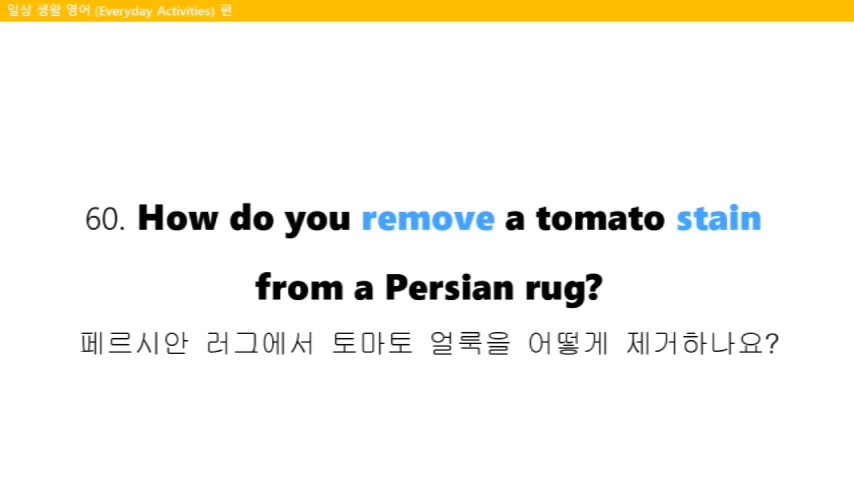 일상 생활 영어 (Everyday Activities) 편
60. How do you remove a tomato stain
from a Persian rug?
페르시안 러그에서 토마토 얼룩을 어떻게 제거하나요?